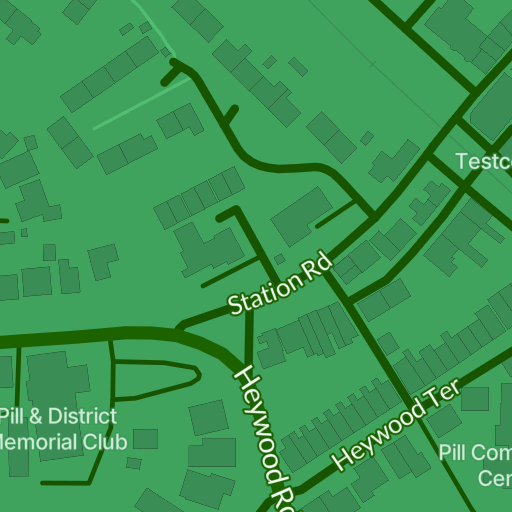 Testco
Station Rd
Heywood Rd
Pill & District
Memorial Club
Heywood Ter
Pill Com
Cen